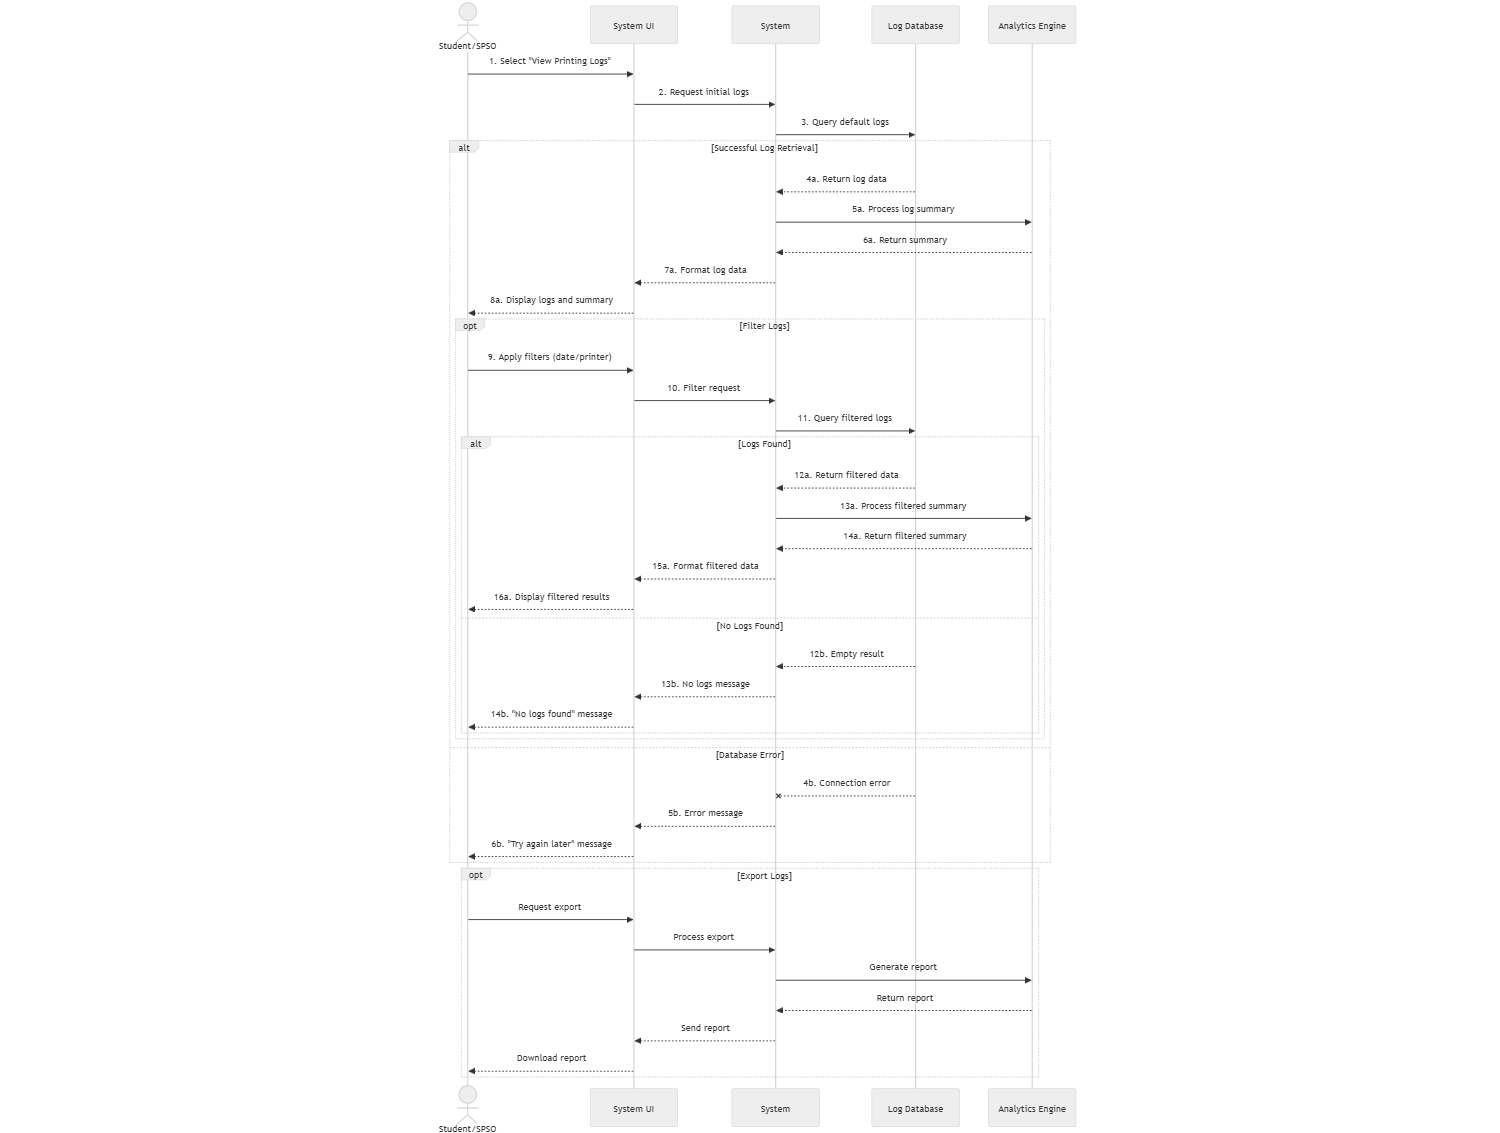 Student/SPSO
System UI
System
Log Database
Analytics Engine
1. Select "View Printing Logs"
2. Request initial logs
3. Query default logs
alt
[Successful Log Retrieval]
4a. Return log data
5a. Process log summary
6a. Return summary
7a. Format log data
8a. Display logs and summary
opt
[Filter Logs]
9. Apply filters (date/printer)
10. Filter request
11. Query filtered logs
alt
[Logs Found]
12a. Return filtered data
13a. Process filtered summary
14a. Return filtered summary
15a. Format filtered data
16a. Display filtered results
[No Logs Found]
12b. Empty result
13b. No logs message
14b. "No logs found" message
[Database Error]
4b. Connection error
5b. Error message
6b. "Try again later" message
opt
[Export Logs]
Request export
Process export
Generate report
Return report
Send report
Download report
Student/SPSO
System UI
System
Log Database
Analytics Engine